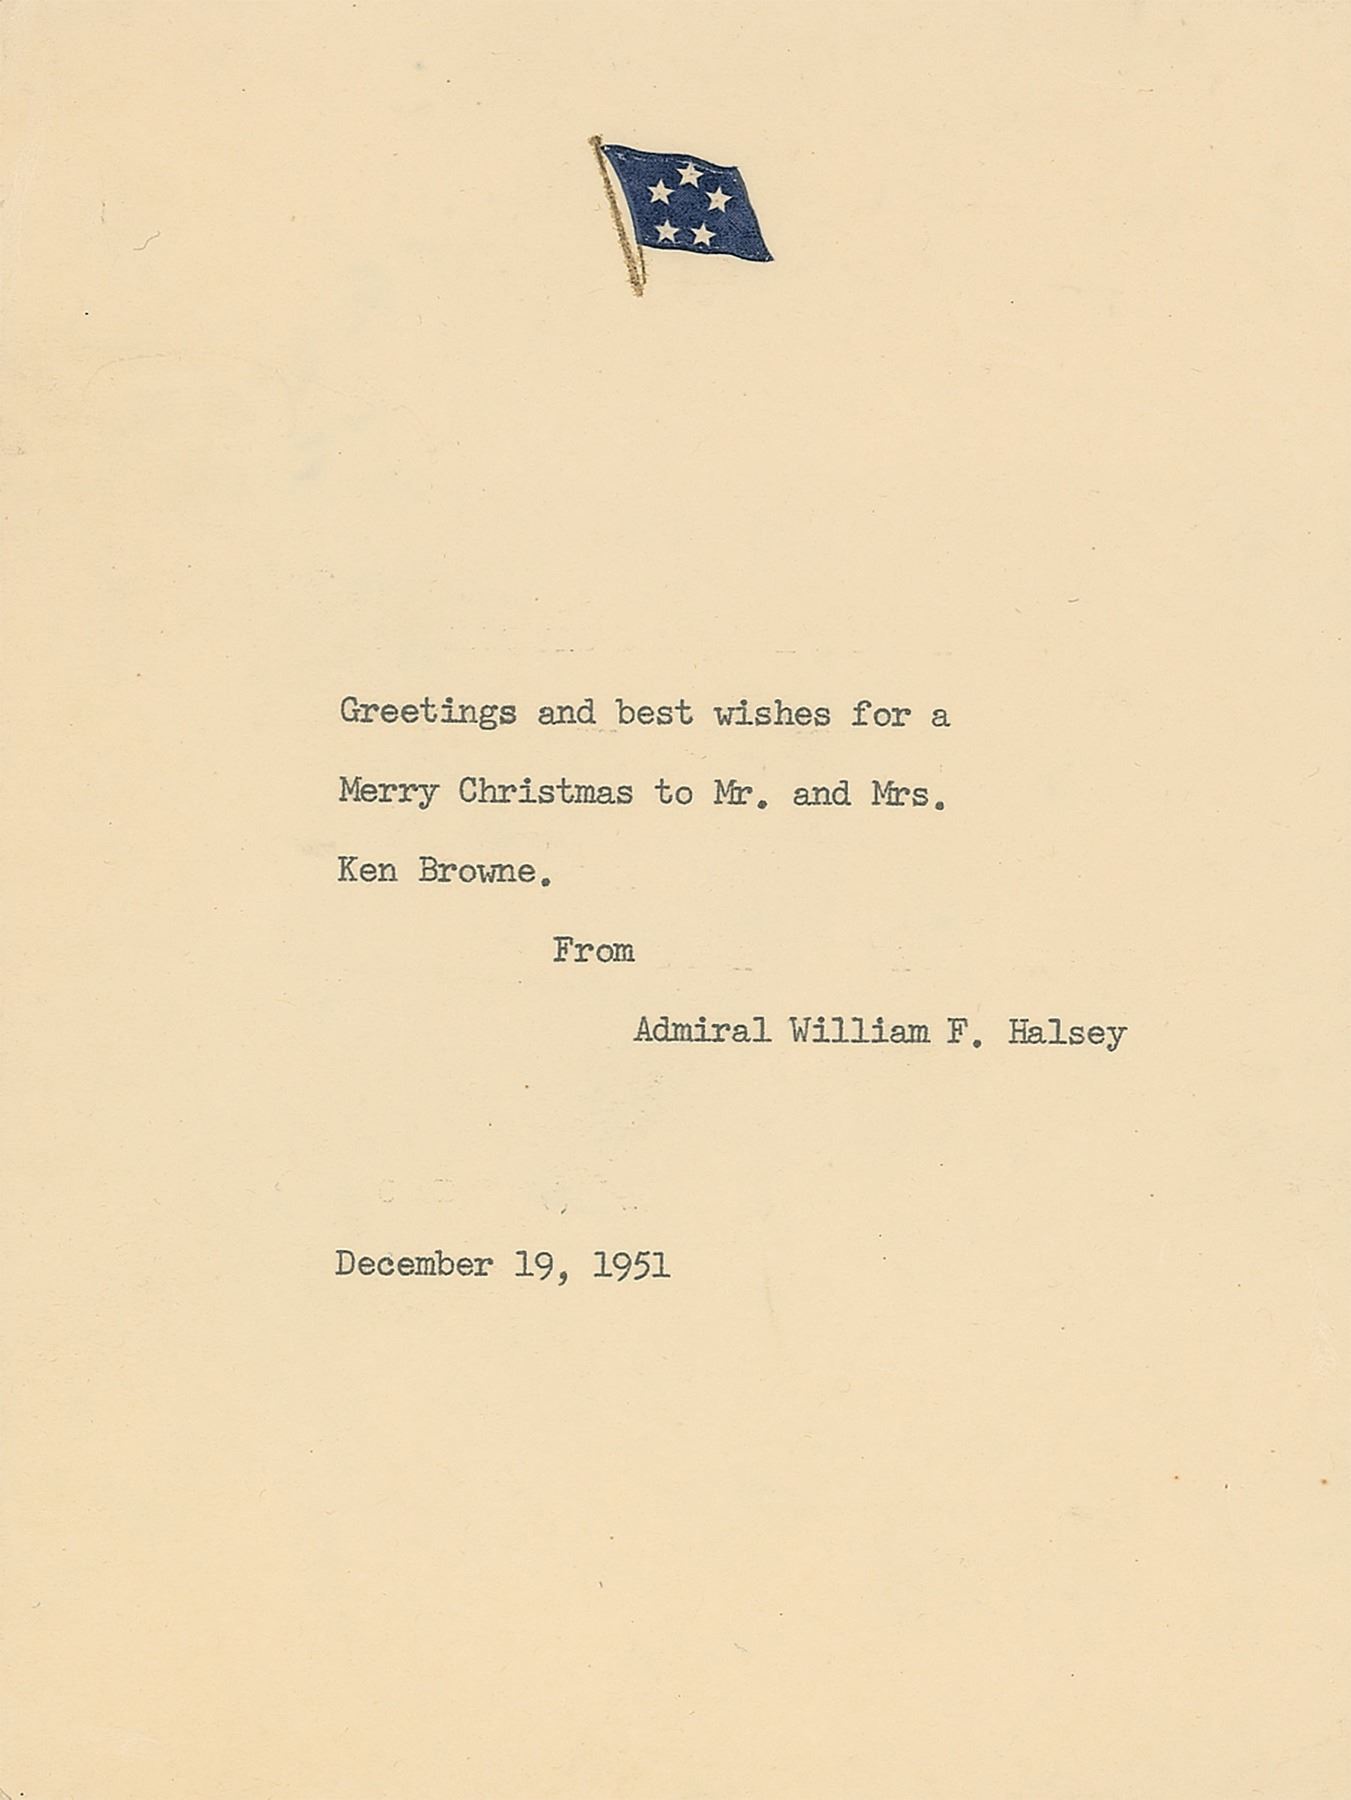 Greetings and best wishes for a
Merry Christmas to Mr. and Mrs.
Ken Browne.
From
Admiral William F. Halsey
December 19, 1951